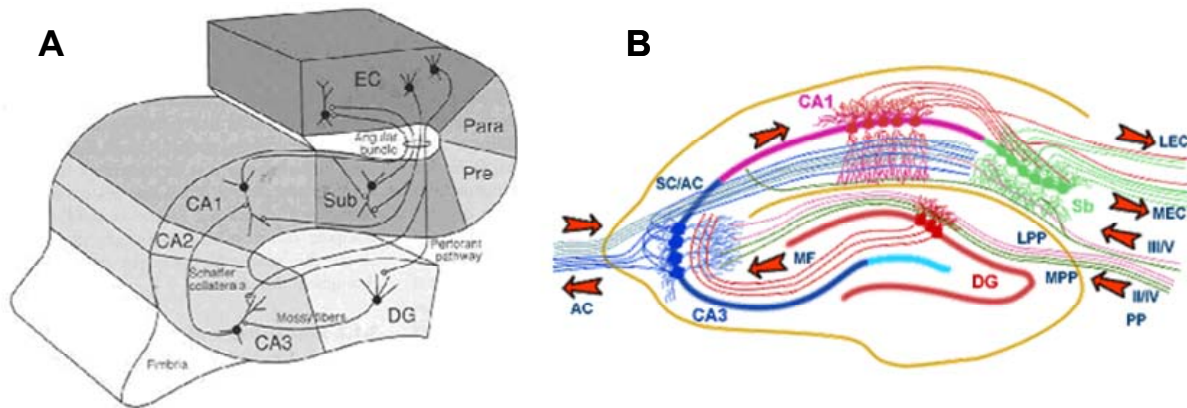 A
EC
Para
Angular
bundle
Pre
CA1
Sub
CA2
Perforant
pathway
Schaffer
collaterals
Mossy fibers
DG
CA3
Fimbria
B
CA1
LEC
SC/AC
Sb
MEC
III/V
LPP
MF
MPP
DG
II/IV
PP
AC
CA3